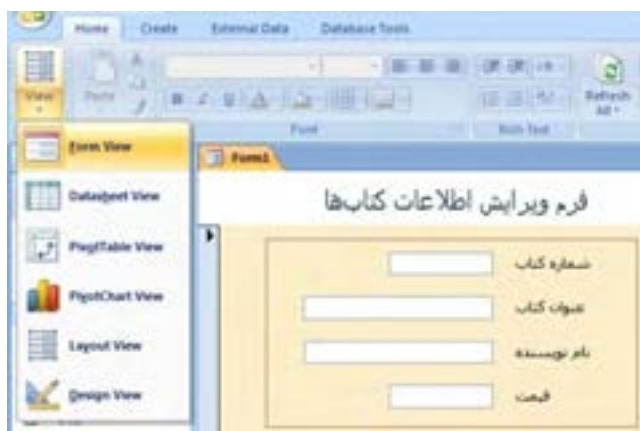 Home Create External Data Database Tools
View Paste Refresh All
Font Rich Text
Form View
Datasheet View
PivotTable View
PivotChart View
Layout View
Design View
Form1
فرم ویرایش اطلاعات کتاب‌ها
شماره کتاب
عنوان کتاب
نام نویسنده
قیمت